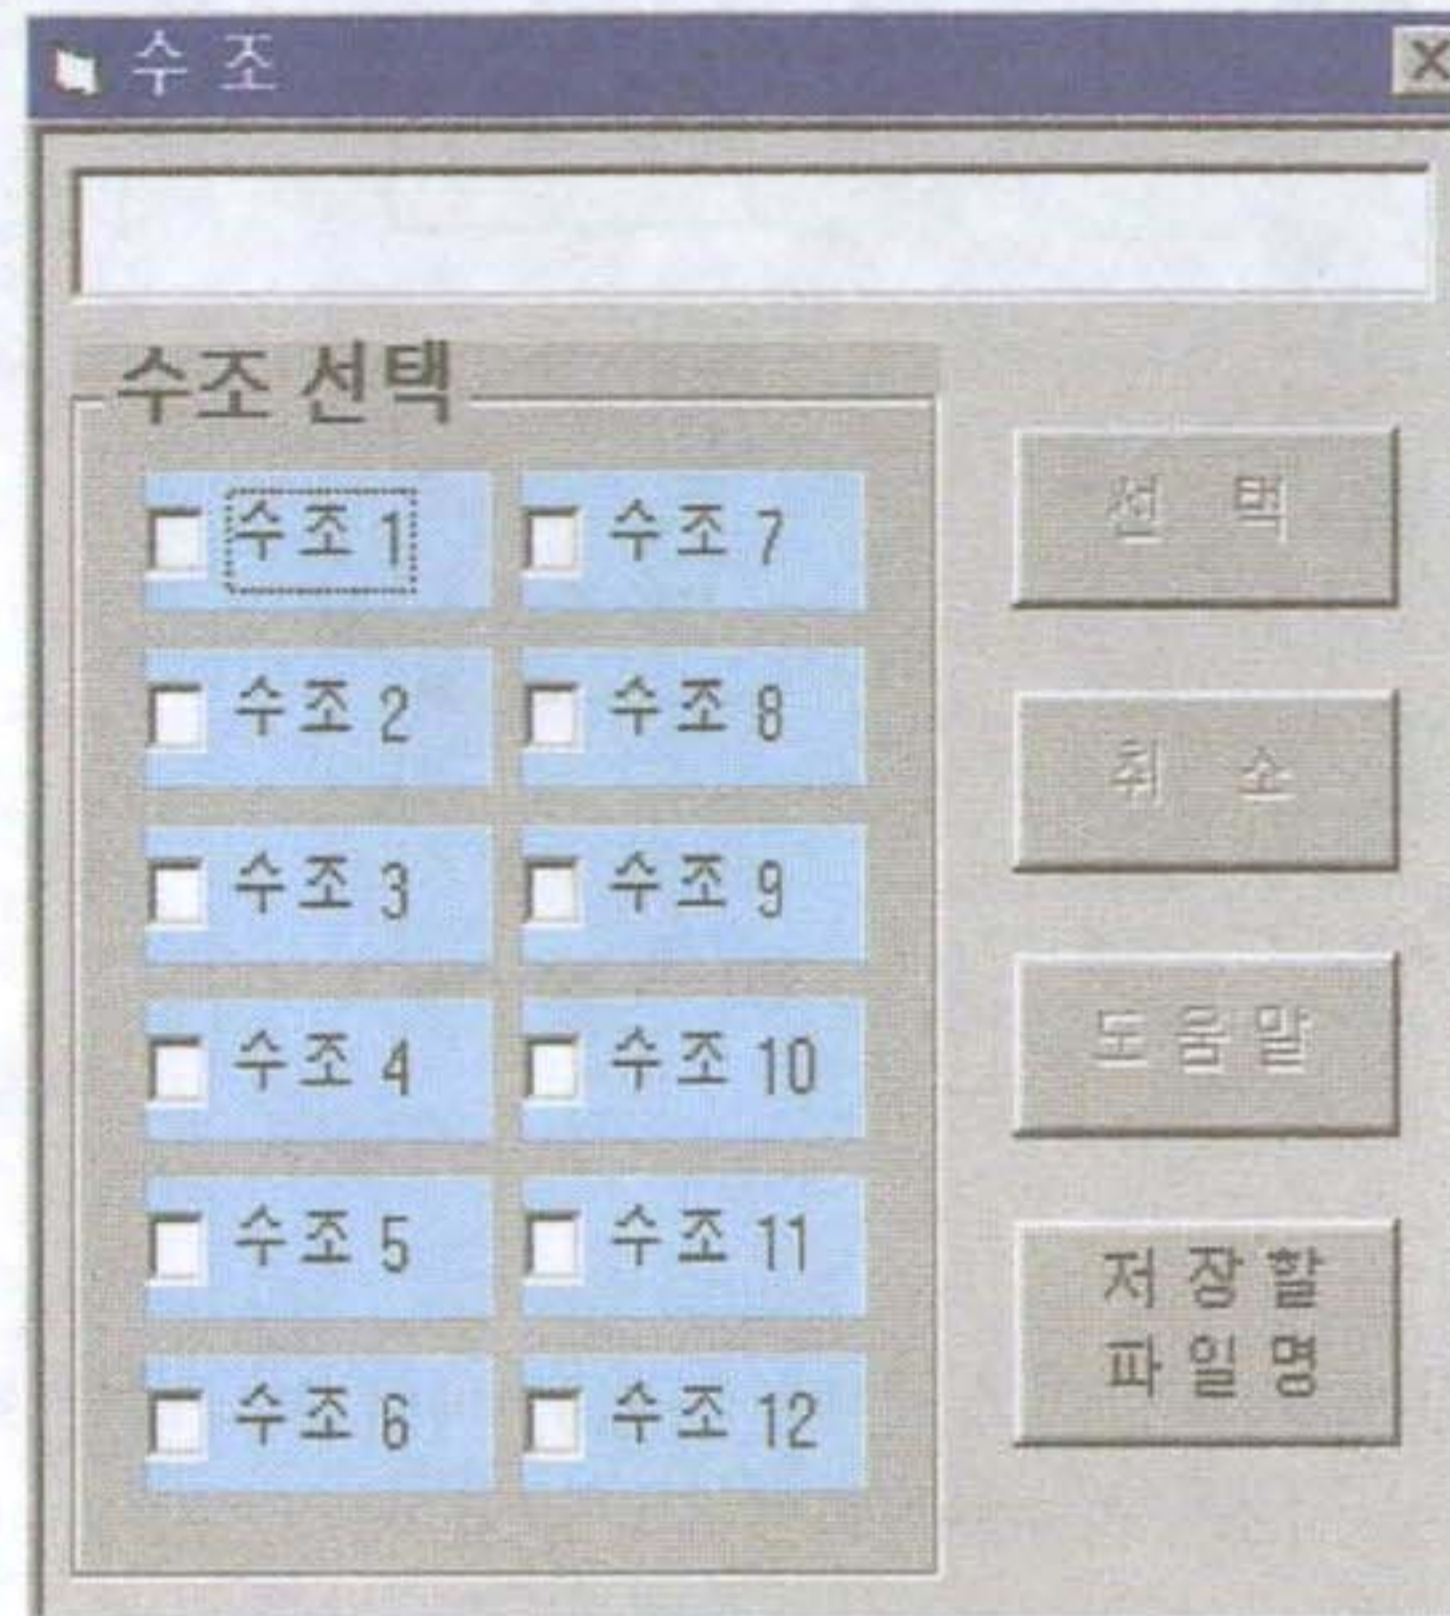 수 조
수조 선택
수조 1
수조 2
수조 3
수조 4
수조 5
수조 6
수조 7
수조 8
수조 9
수조 10
수조 11
수조 12
선 택
취 소
도 움 말
저 장 할
파 일 명